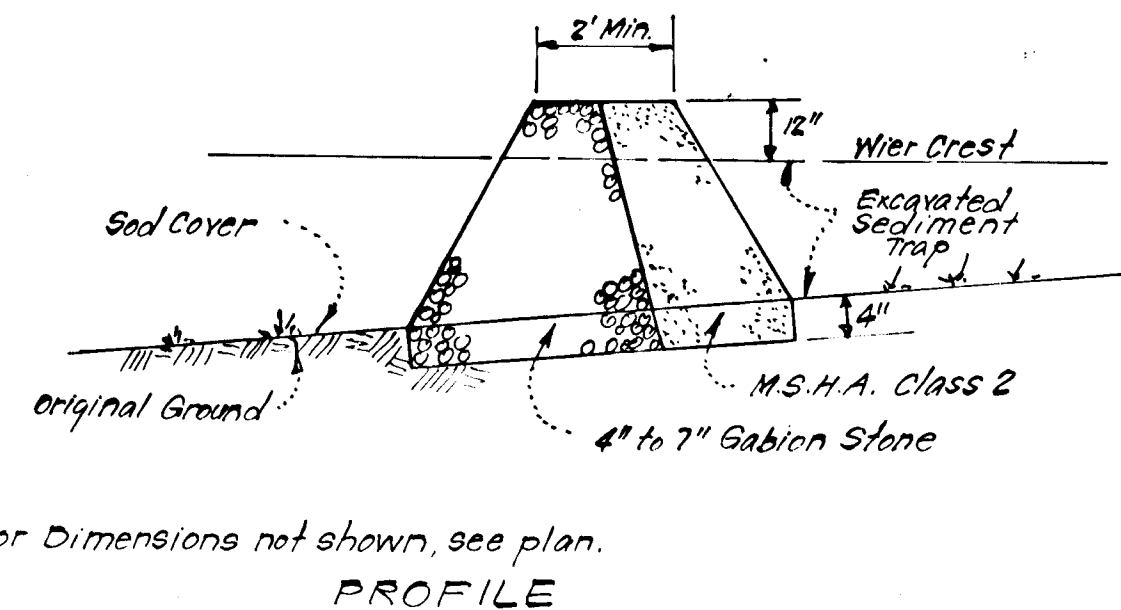 2' Min.
12"
Wier Crest
Excavated
Sediment
Trap
Sod Cover
4"
Original Ground
M.S.H.A. Class 2
4" to 7" Gabion Stone
or Dimensions not shown, see plan.
PROFILE